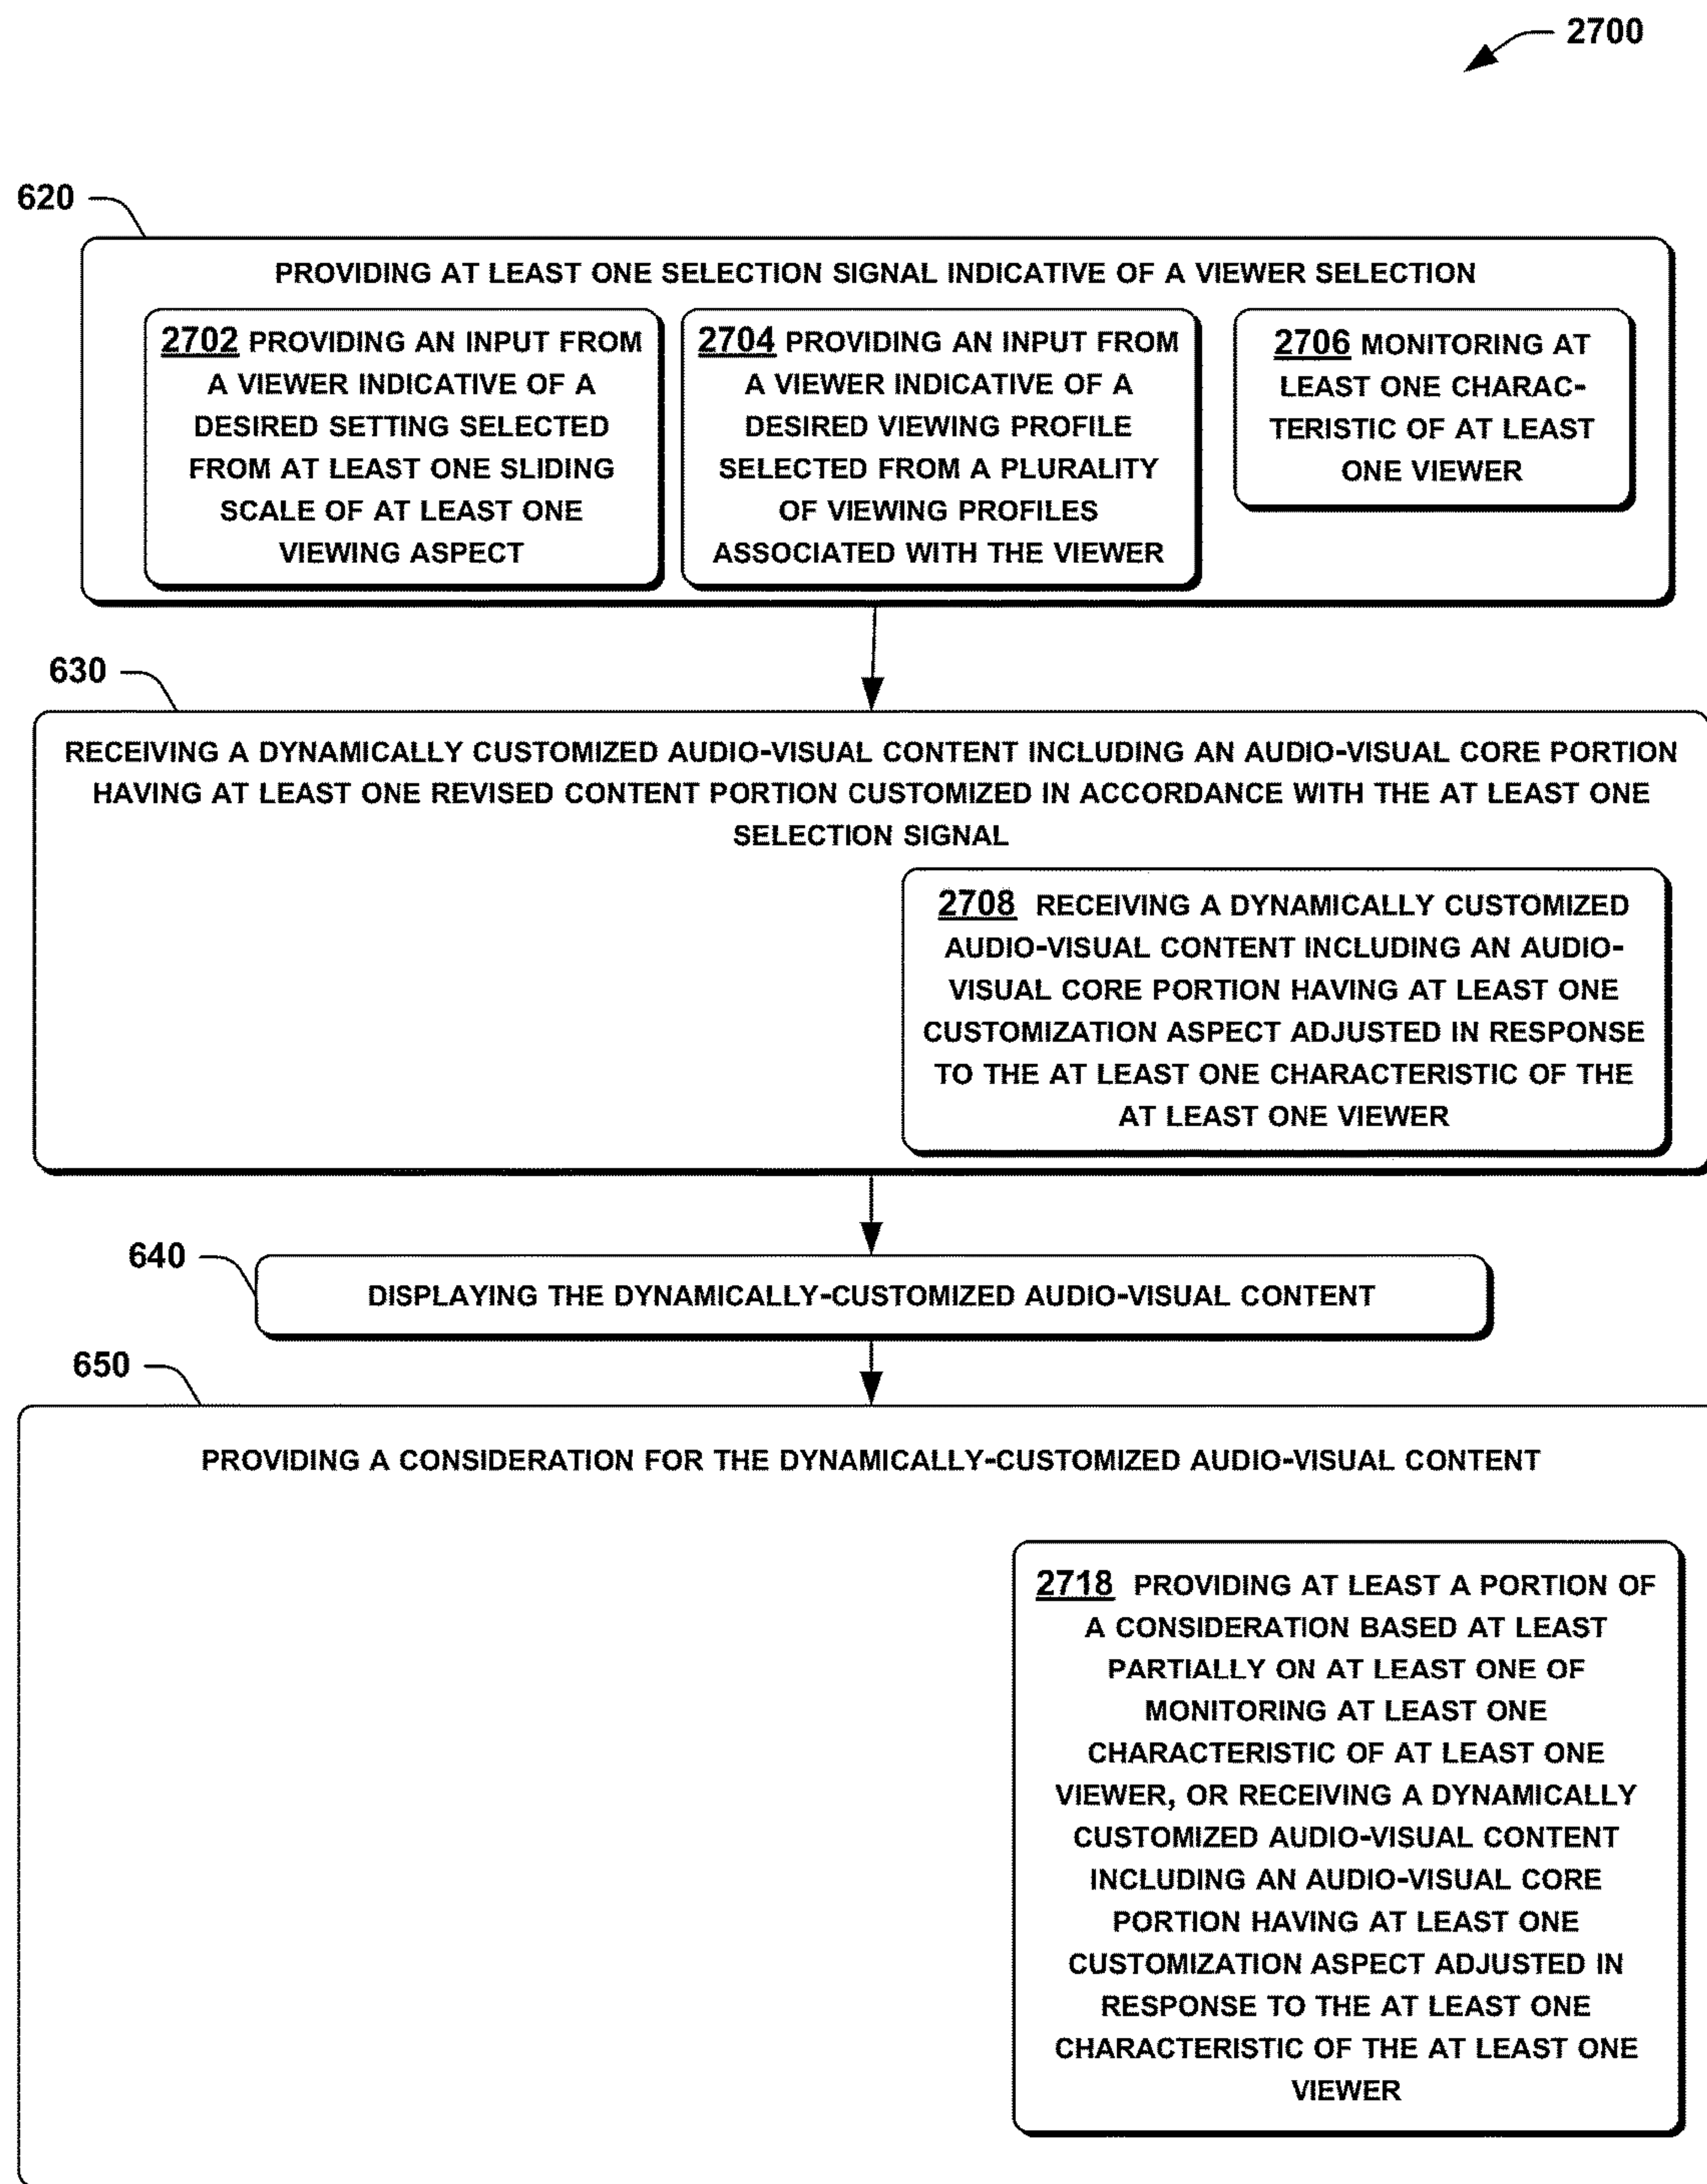 2700
620
PROVIDING AT LEAST ONE SELECTION SIGNAL INDICATIVE OF A VIEWER SELECTION
2702 PROVIDING AN INPUT FROM
A VIEWER INDICATIVE OF A
DESIRED SETTING SELECTED
FROM AT LEAST ONE SLIDING
SCALE OF AT LEAST ONE
VIEWING ASPECT
2704 PROVIDING AN INPUT FROM
A VIEWER INDICATIVE OF A
DESIRED VIEWING PROFILE
SELECTED FROM A PLURALITY
OF VIEWING PROFILES
ASSOCIATED WITH THE VIEWER
2706 MONITORING AT
LEAST ONE CHARAC-
TERISTIC OF AT LEAST
ONE VIEWER
630
RECEIVING A DYNAMICALLY CUSTOMIZED AUDIO-VISUAL CONTENT INCLUDING AN AUDIO-VISUAL CORE PORTION
HAVING AT LEAST ONE REVISED CONTENT PORTION CUSTOMIZED IN ACCORDANCE WITH THE AT LEAST ONE
SELECTION SIGNAL
2708 RECEIVING A DYNAMICALLY CUSTOMIZED
AUDIO-VISUAL CONTENT INCLUDING AN AUDIO-
VISUAL CORE PORTION HAVING AT LEAST ONE
CUSTOMIZATION ASPECT ADJUSTED IN RESPONSE
TO THE AT LEAST ONE CHARACTERISTIC OF THE
AT LEAST ONE VIEWER
640
DISPLAYING THE DYNAMICALLY-CUSTOMIZED AUDIO-VISUAL CONTENT
650
PROVIDING A CONSIDERATION FOR THE DYNAMICALLY-CUSTOMIZED AUDIO-VISUAL CONTENT
2718 PROVIDING AT LEAST A PORTION OF
A CONSIDERATION BASED AT LEAST
PARTIALLY ON AT LEAST ONE OF
MONITORING AT LEAST ONE
CHARACTERISTIC OF AT LEAST ONE
VIEWER, OR RECEIVING A DYNAMICALLY
CUSTOMIZED AUDIO-VISUAL CONTENT
INCLUDING AN AUDIO-VISUAL CORE
PORTION HAVING AT LEAST ONE
CUSTOMIZATION ASPECT ADJUSTED IN
RESPONSE TO THE AT LEAST ONE
CHARACTERISTIC OF THE AT LEAST ONE
VIEWER